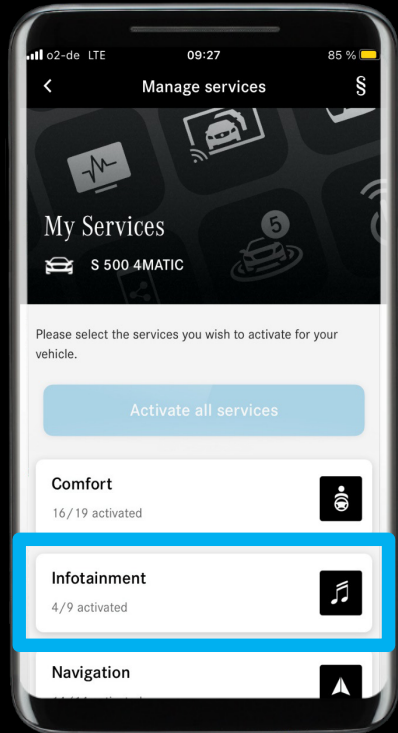 o2-de LTE 09:27 85 %
Manage services §
5
My Services
S 500 4MATIC
Please select the services you wish to activate for your
vehicle.
Activate all services
Comfort
16/19 activated
Infotainment
4/9 activated
Navigation